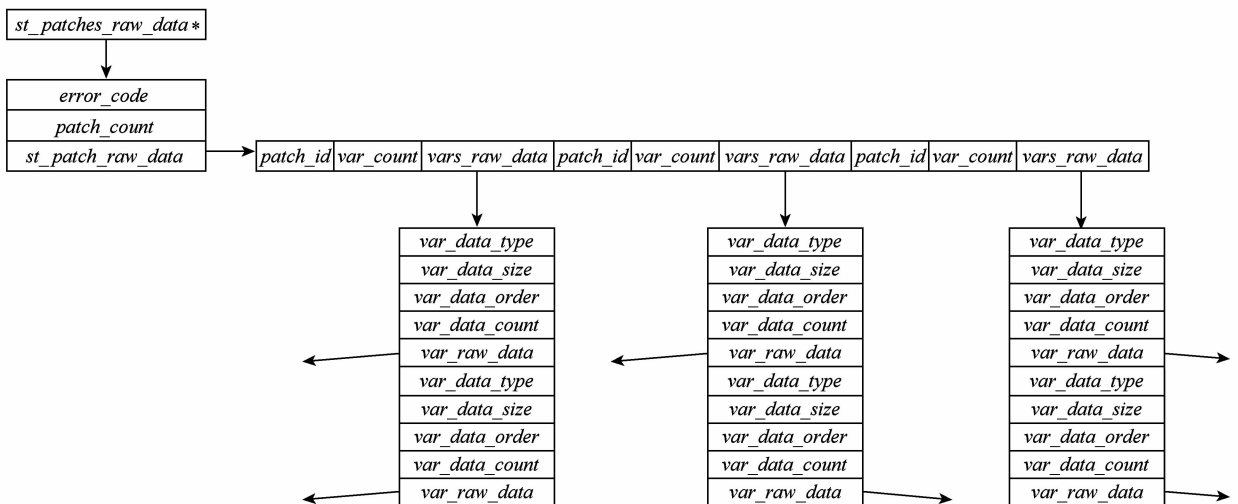 st_patches_raw_data*
error_code
patch_count
st_patch_raw_data
patch_id var_count vars_raw_data patch_id var_count vars_raw_data patch_id var_count vars_raw_data
var_data_type var_data_type var_data_type
var_data_size var_data_size var_data_size
var_data_order var_data_order var_data_order
var_data_count var_data_count var_data_count
var_raw_data var_raw_data var_raw_data
var_data_type var_data_type var_data_type
var_data_size var_data_size var_data_size
var_data_order var_data_order var_data_order
var_data_count var_data_count var_data_count
var_raw_data var_raw_data var_raw_data